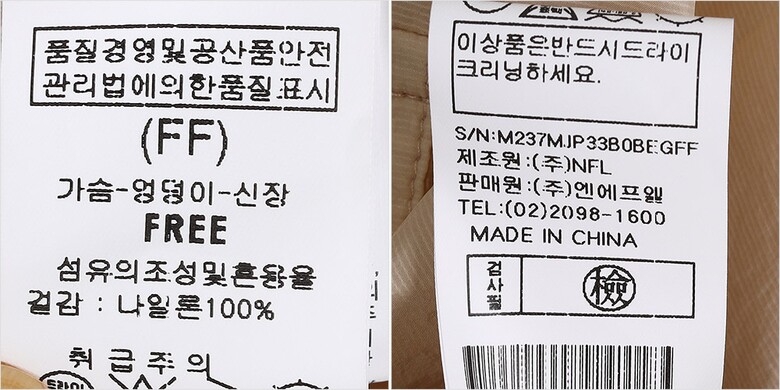 품질경영및공산품안전
관리법에의한품질표시
(FF)
가슴-엉덩이-신장
FREE
섬유의조성및혼용율
겉감 : 나일론100%
취급주의
드라이
이상품은반드시드라이
크리닝하세요.
S/N:M237MJP33B0BEGFF
제조원:(주)NFL
판매원:(주)엔에프엘
TEL:(02)2098-1600
MADE IN CHINA
검사필
檢